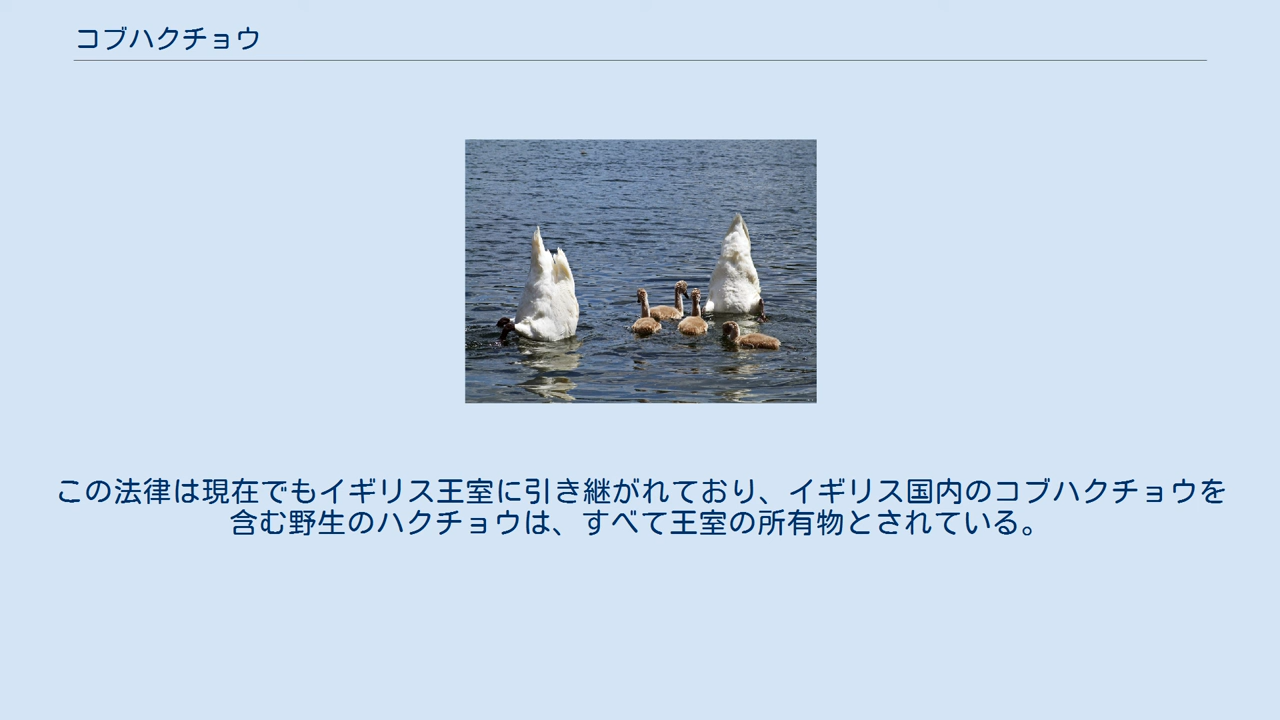 コブハクチョウ
この法律は現在でもイギリス王室に引き継がれており、イギリス国内のコブハクチョウを
含む野生のハクチョウは、すべて王室の所有物とされている。